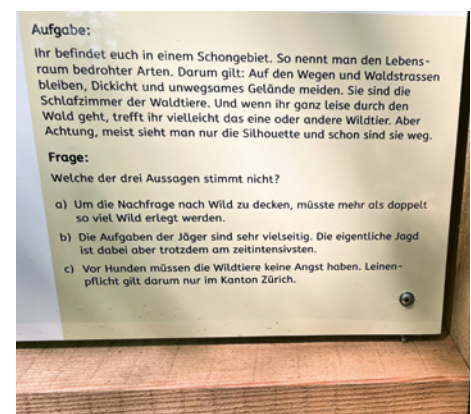 Aufgabe:
Ihr befindet euch in einem Schongebiet. So nennt man den Lebens-
raum bedrohter Arten. Darum gilt: Auf den Wegen und Waldstrassen
bleiben, Dickicht und unwegsames Gelände meiden. Sie sind die
Schlafzimmer der Waldtiere. Und wenn ihr ganz leise durch den
Wald geht, trefft ihr vielleicht das eine oder andere Wildtier. Aber
Achtung, meist sieht man nur die Silhouette und schon sind sie weg.
Frage:
Welche der drei Aussagen stimmt nicht?
a) Um die Nachfrage nach Wild zu decken, müsste mehr als doppelt
so viel Wild erlegt werden.
b) Die Aufgaben der Jäger sind sehr vielseitig. Die eigentliche Jagd
ist dabei aber trotzdem am zeitintensivsten.
c) Vor Hunden müssen die Wildtiere keine Angst haben. Leinen-
pflicht gilt darum nur im Kanton Zürich.